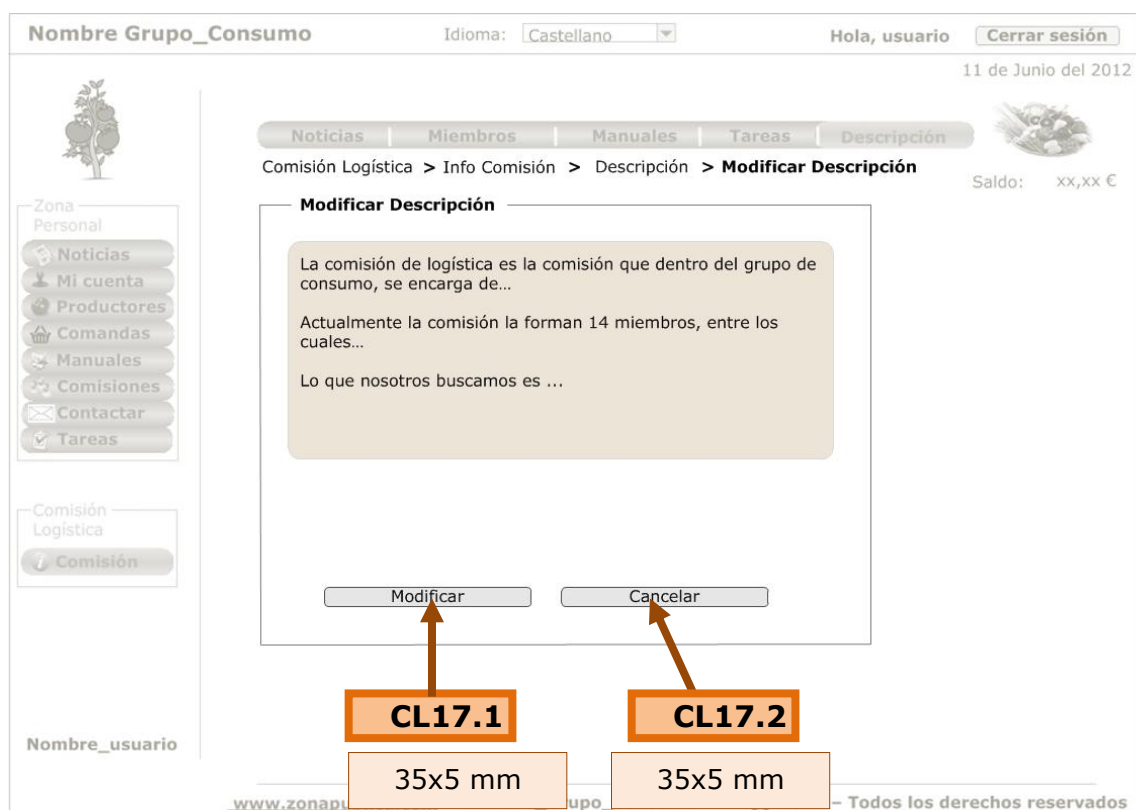 Nombre Grupo_Consumo Idioma: Castellano Hola, usuario Cerrar sesión
11 de Junio del 2012
Noticias Miembros Manuales Tareas Descripción
Comisión Logística > Info Comisión > Descripción > Modificar Descripción
Saldo: xx,xx €
Zona Personal
Noticias
Mi cuenta
Productores
Comandas
Manuales
Comisiones
Contactar
Tareas
Comisión Logística
Comisión
Modificar Descripción
La comisión de logística es la comisión que dentro del grupo de
consumo, se encarga de…
Actualmente la comisión la forman 14 miembros, entre los
cuales…
Lo que nosotros buscamos es ...
Modificar Cancelar
CL17.1 CL17.2
35x5 mm 35x5 mm
Nombre_usuario
– Todos los derechos reservados